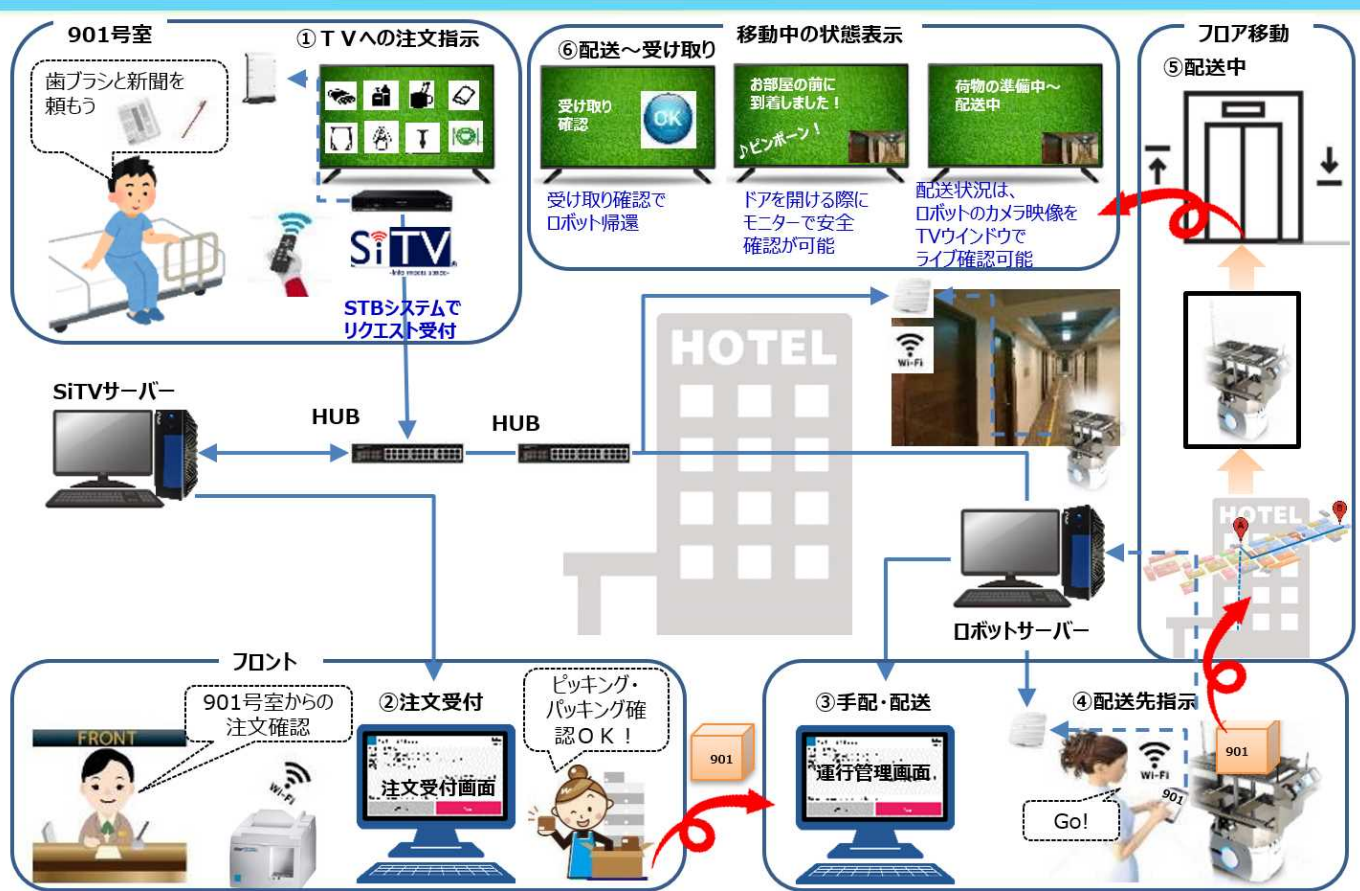 901号室
①TVへの注文指示
歯ブラシと新聞を
頼もう
SiTV
-Info meets sense-
STBシステムで
リクエスト受付
移動中の状態表示
⑥配送～受け取り
受け取り
確認
OK
お部屋の前に
到着しました!
♪ピンポーン!
荷物の準備中～
配送中
受け取り確認で
ロボット帰還
ドアを開ける際に
モニターで安全
確認が可能
配送状況は、
ロボットのカメラ映像を
TVウインドウで
ライブ確認可能
フロア移動
⑤配送中
HOTEL
Wi-Fi
SiTVサーバー
HUB
HUB
HOTEL
A
B
ロボットサーバー
フロント
901号室からの
注文確認
FRONT
Wi-Fi
②注文受付
注文受付画面
ピッキング・
パッキング確
認OK!
901
③手配・配送
運行管理画面
④配送先指示
Wi-Fi
901
Go!
901